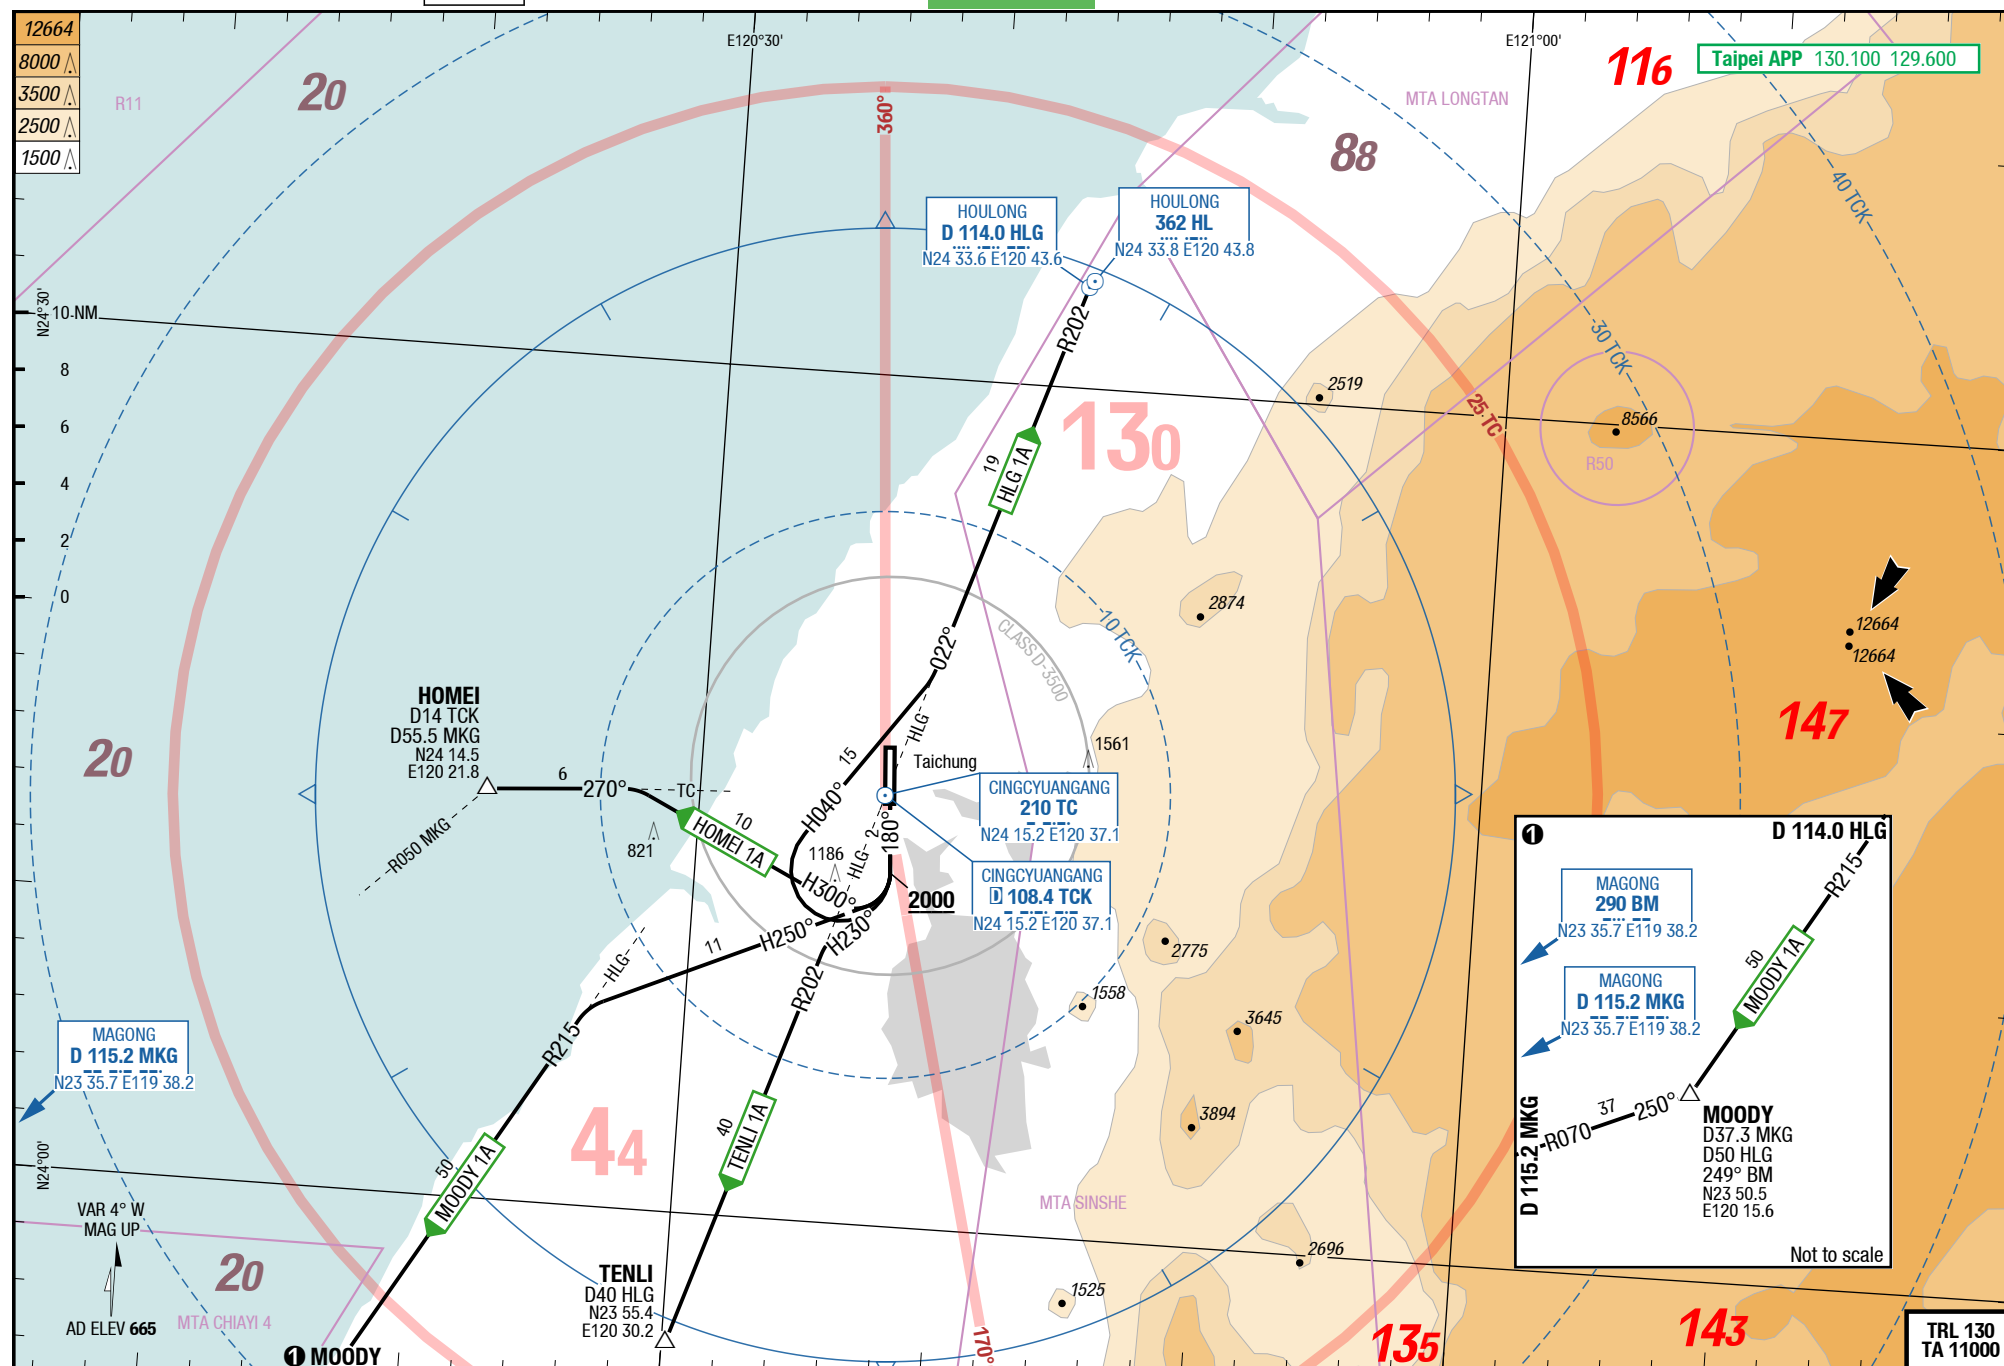 12664
8000
3500
2500
1500
R11
20
E120°30'
E121°00'
116
Taipei APP 130.100 129.600
MTA LONGTAN
88
360°
40 TCK
HOULONG
D 114.0 HLG
N24 33.6 E120 43.6
HOULONG
362 HL
N24 33.8 E120 43.8
N24°30'
10 NM
8
6
4
2
0
R202
30 TCK
2519
25 TC
8566
R50
130
19
HLG 1A
2874
10 TCK
CLASS D-3500
12664
12664
022°
147
HOMEI
D14 TCK
D55.5 MKG
N24 14.5
E120 21.8
20
HLG
15
1561
Taichung
6
270°
TC
H040°
CINGCYUANGANG
210 TC
N24 15.2 E120 37.1
R050 MKG
821
10
HOMEI 1A
1186
HLG
2
180°
H300°
2000
CINGCYUANGANG
D 108.4 TCK
N24 15.2 E120 37.1
H230°
H250°
11
HLG
R202
2775
1558
3645
R215
MAGONG
D 115.2 MKG
N23 35.7 E119 38.2
3894
44
40
TENLI 1A
50
MOODY 1A
N24°00'
VAR 4° W
MAG UP
20
MTA CHIAYI 4
AD ELEV 665
MTA SINSHE
2696
1525
TENLI
D40 HLG
N23 55.4
E120 30.2
1 MOODY
170°
135
143
1
D 114.0 HLG
R215
MAGONG
290 BM
N23 35.7 E119 38.2
50
MOODY 1A
MAGONG
D 115.2 MKG
N23 35.7 E119 38.2
D 115.2 MKG
R070
37
250°
MOODY
D37.3 MKG
D50 HLG
249° BM
N23 50.5
E120 15.6
Not to scale
TRL 130
TA 11000